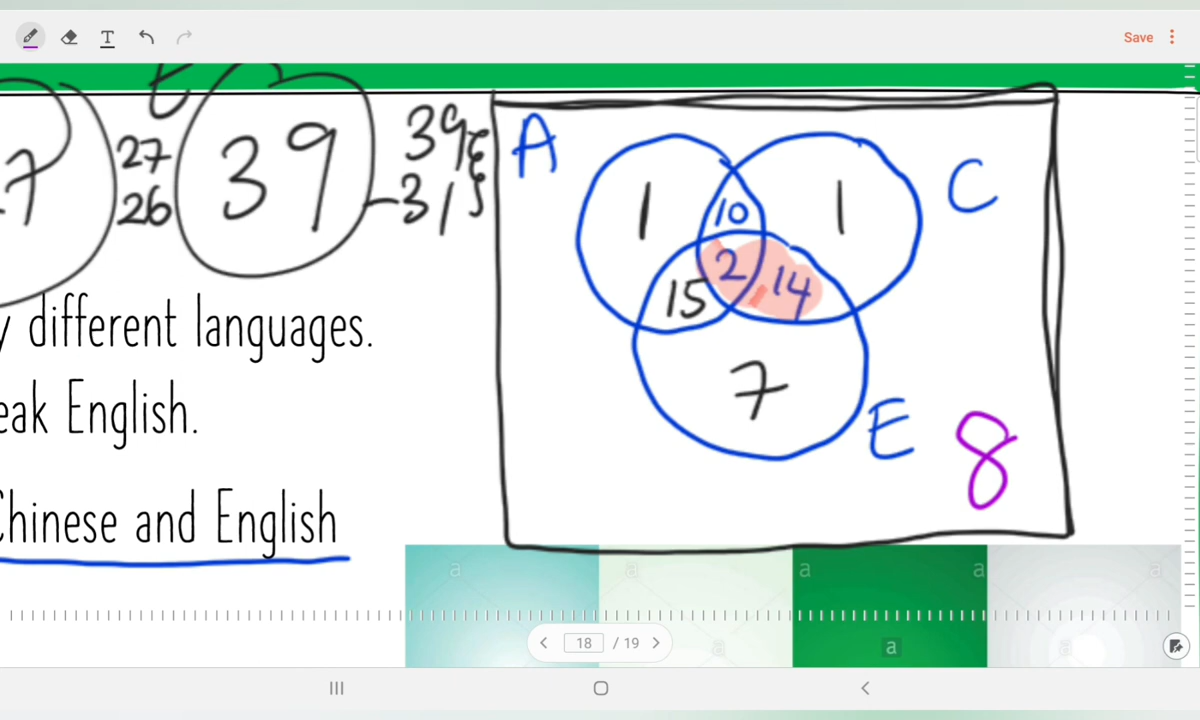 Save
E
7
27
26
39
39
-31
A
C
1
10
1
2
14
15
7
E
8
different languages.
eak English.
Chinese and English
a
a
a
a
a
a
a
a
18 / 19